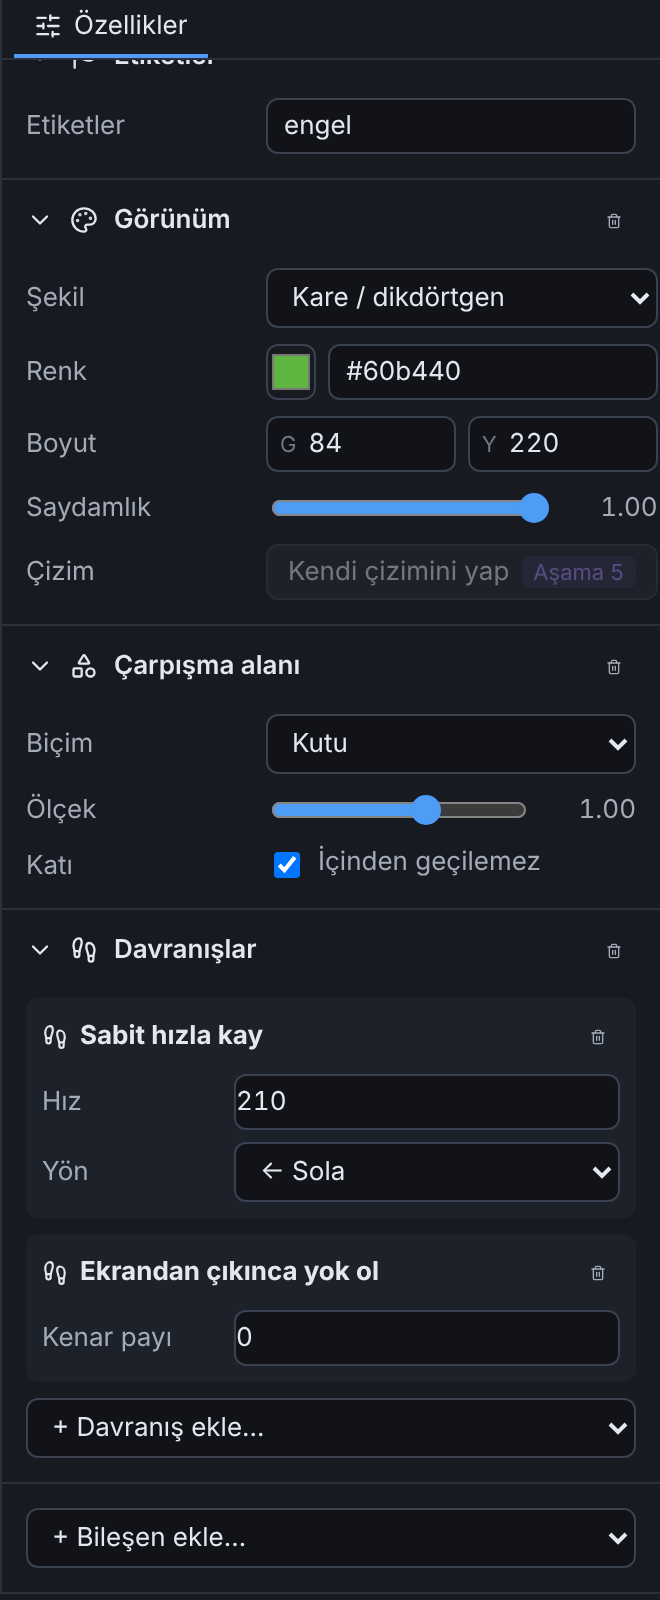 Özellikler
Etiketler
Etiketler engel
Görünüm
Şekil Kare / dikdörtgen
Renk #60b440
Boyut G 84 Y 220
Saydamlık 1.00
Çizim Kendi çizimini yap Aşama 5
Çarpışma alanı
Biçim Kutu
Ölçek 1.00
Katı İçinden geçilemez
Davranışlar
Sabit hızla kay
Hız 210
Yön ← Sola
Ekrandan çıkınca yok ol
Kenar payı 0
+ Davranış ekle...
+ Bileşen ekle...